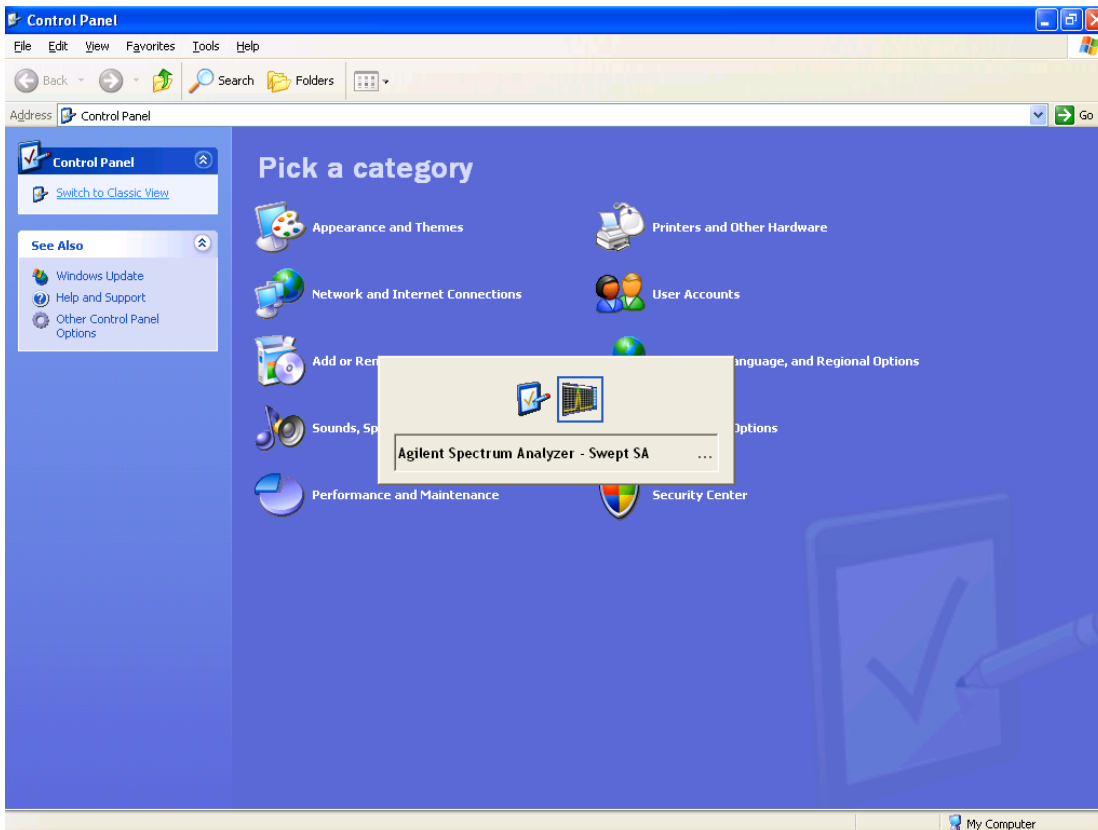 Control Panel
File Edit View Favorites Tools Help
Back Search Folders
Address Control Panel Go
Control Panel
Switch to Classic View
See Also
Windows Update
Help and Support
Other Control Panel
Options
Pick a category
Appearance and Themes
Printers and Other Hardware
Network and Internet Connections
User Accounts
Add or Re
anguage, and Regional Options
Sounds, Sp
Options
Agilent Spectrum Analyzer - Swept SA ...
Performance and Maintenance
Security Center
My Computer